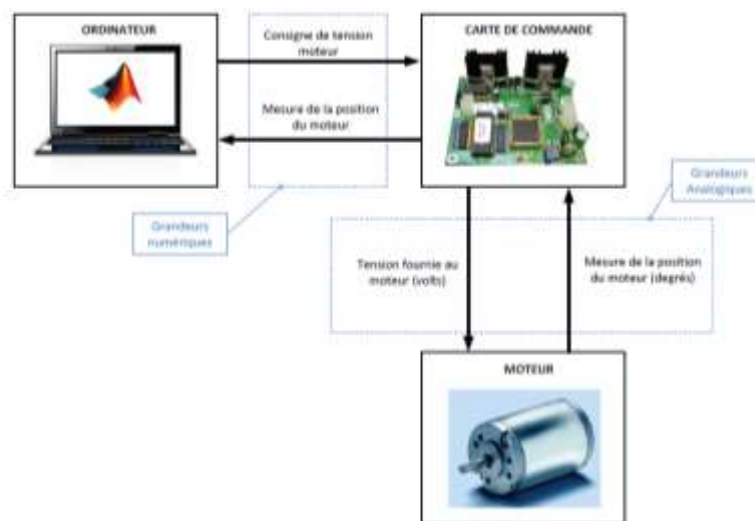 ORDINATEUR
Consigne de tension
moteur
Mesure de la position
du moteur
CARTE DE COMMANDE
Grandeurs
numériques
Grandeurs
Analogiques
Tension fournie au
moteur (volts)
Mesure de la position
du moteur (degrés)
MOTEUR